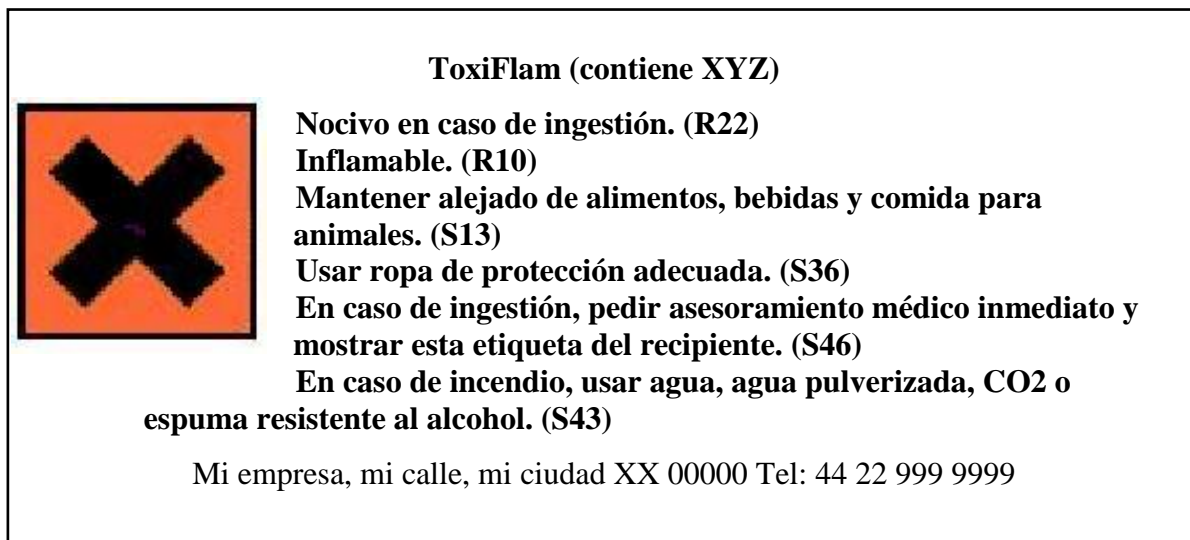 ToxiFlam (contiene XYZ)
Nocivo en caso de ingestión. (R22)
Inflamable. (R10)
Mantener alejado de alimentos, bebidas y comida para
animales. (S13)
Usar ropa de protección adecuada. (S36)
En caso de ingestión, pedir asesoramiento médico inmediato y
mostrar esta etiqueta del recipiente. (S46)
En caso de incendio, usar agua, agua pulverizada, CO2 o
espuma resistente al alcohol. (S43)
Mi empresa, mi calle, mi ciudad XX 00000 Tel: 44 22 999 9999